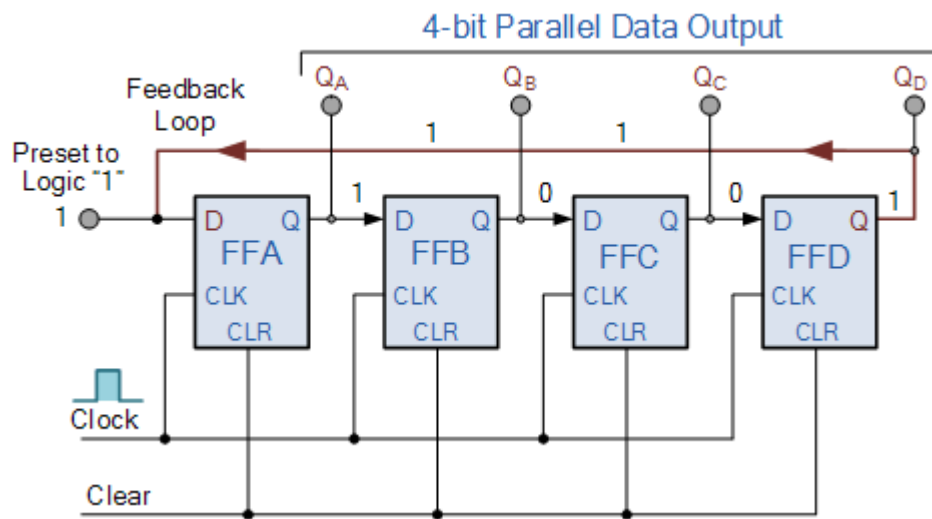 4-bit Parallel Data Output
QA QB QC QD
Feedback
Loop
1 1
Preset to
Logic "1"
1
1 0 0 1
D Q D Q D Q D Q
FFA FFB FFC FFD
CLK CLK CLK CLK
CLR CLR CLR CLR
Clock
Clear